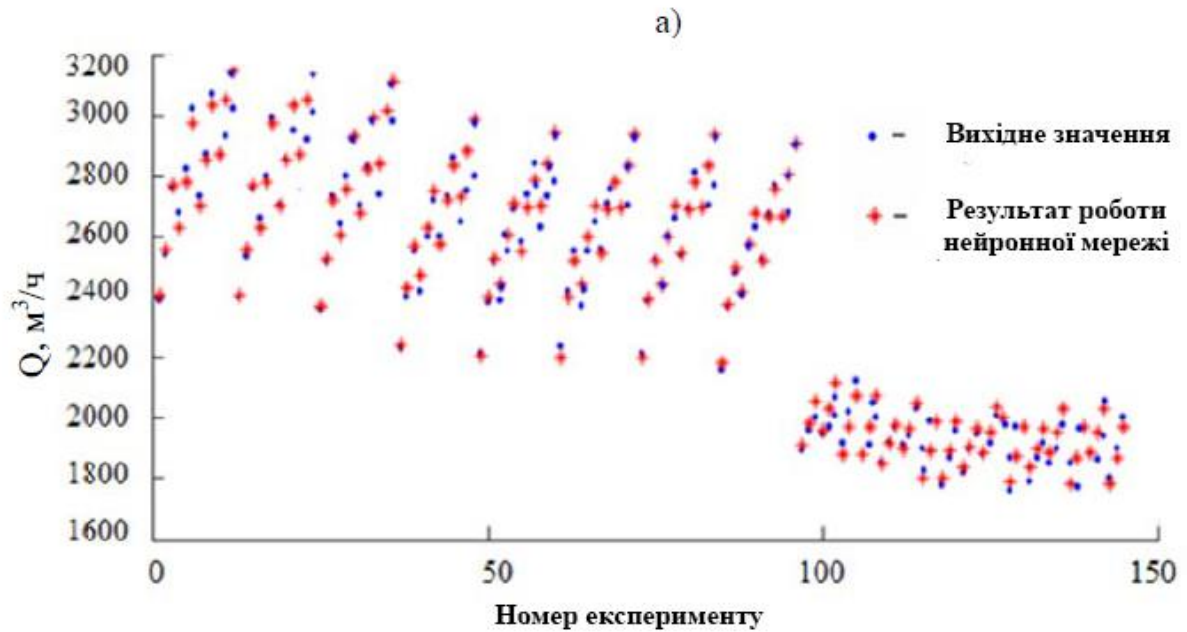 а)
3200
3000
2800
2600
2400
2200
2000
1800
1600
Q, м³/ч
0 50 100 150
Номер експерименту
- Вихідне значення
- Результат роботи
нейронної мережі